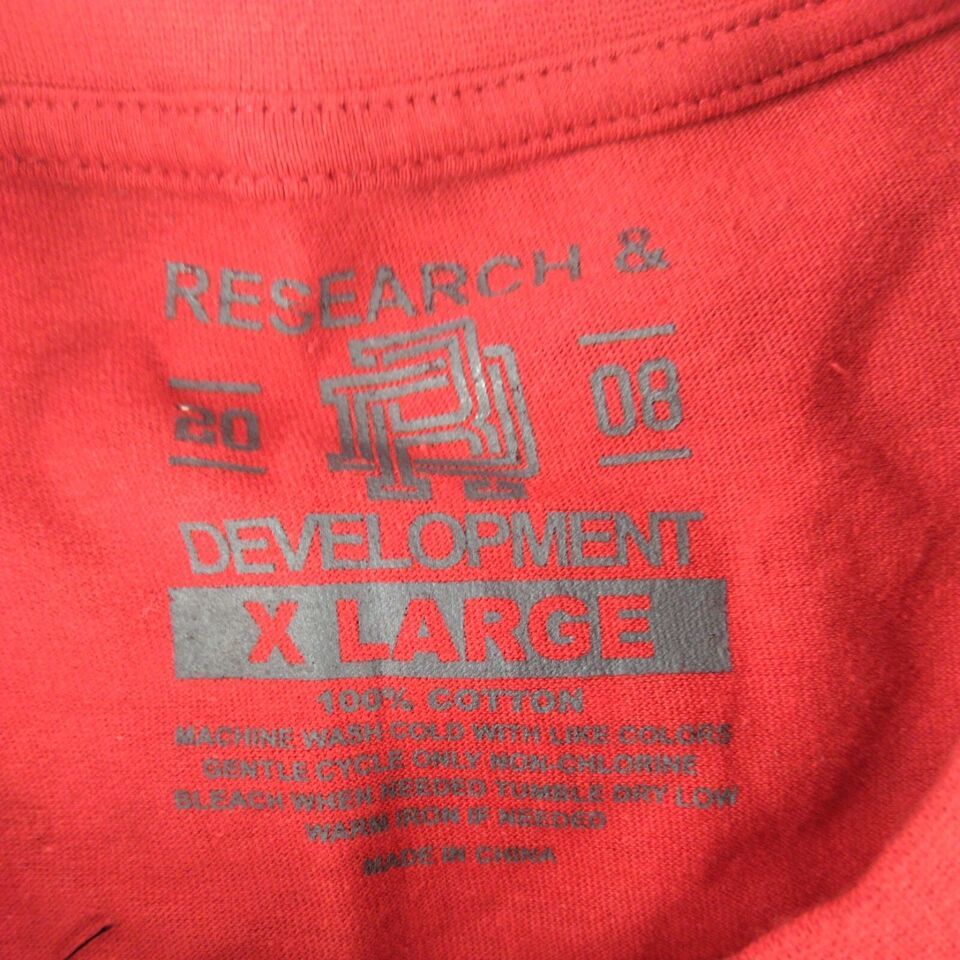 RESEARCH &
20 RD 08
DEVELOPMENT
X LARGE
100% COTTON
MACHINE WASH COLD WITH LIKE COLORS
GENTLE CYCLE ONLY NON-CHLORINE
BLEACH WHEN NEEDED TUMBLE DRY LOW
WARM IRON IF NEEDED
MADE IN CHINA